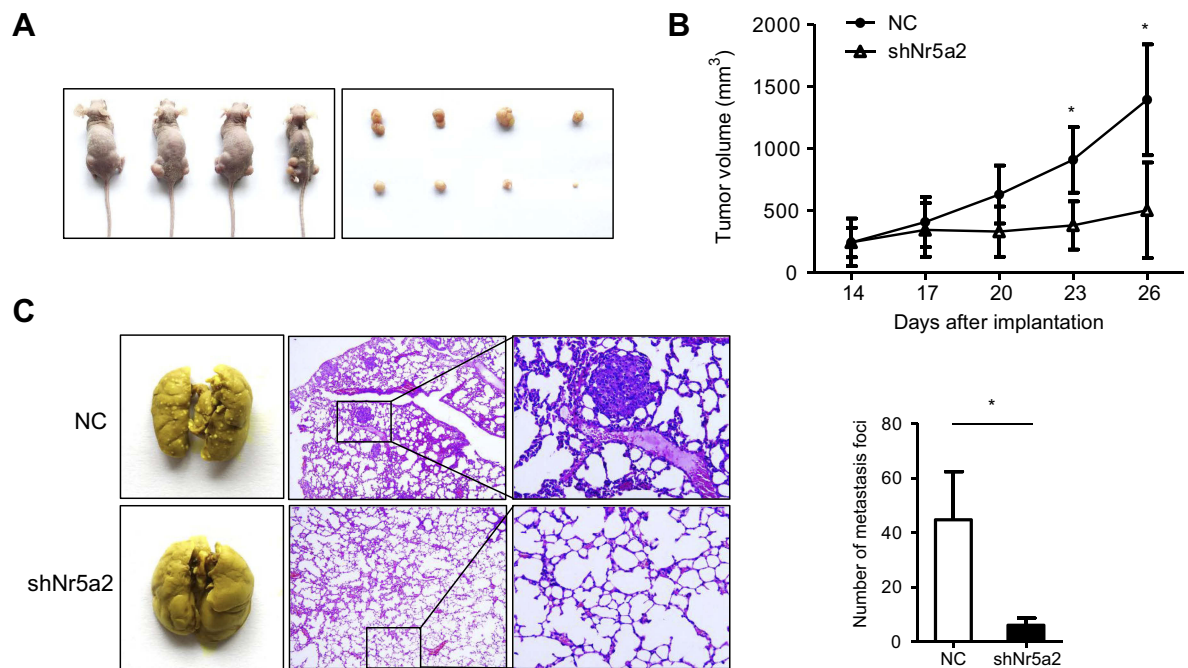 A
B
Tumor volume (mm³)
2000
1500
1000
500
0
NC
shNr5a2
*
*
14 17 20 23 26
Days after implantation
C
NC
shNr5a2
Number of metastasis foci
80
60
40
20
0
*
NC shNr5a2